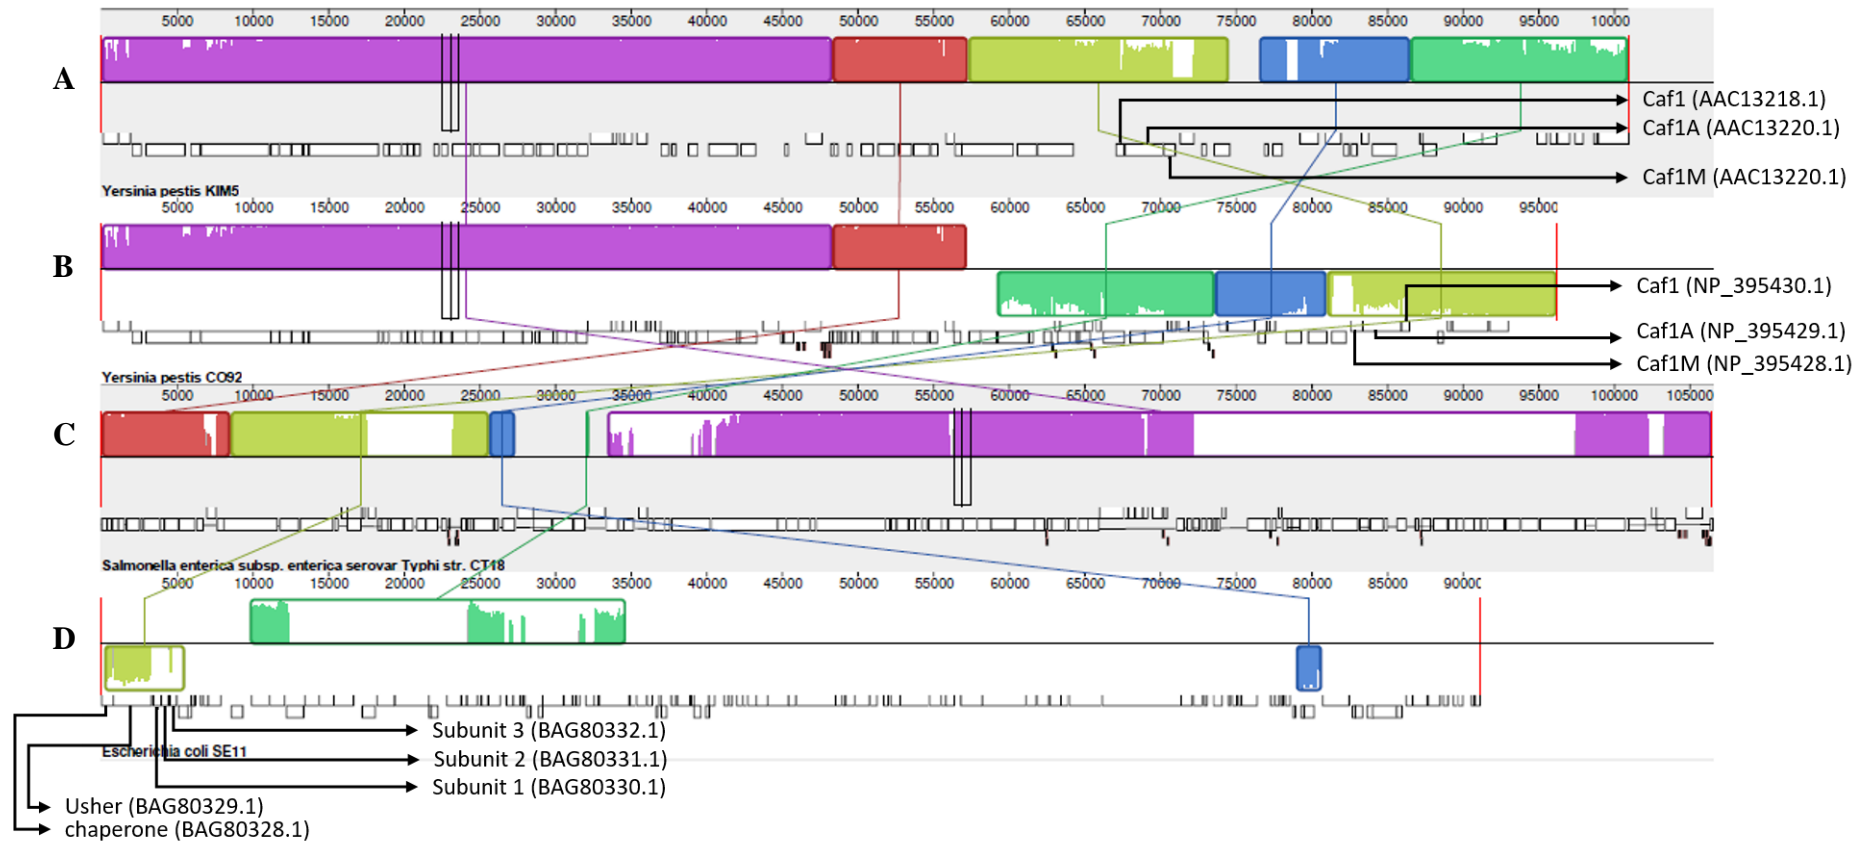 5000 10000 15000 20000 25000 30000 35000 40000 45000 50000 55000 60000 65000 70000 75000 80000 85000 90000 95000 10000
A
Caf1 (AAC13218.1)
Caf1A (AAC13220.1)
Caf1M (AAC13220.1)
Yersinia pestis KIM5
5000 10000 15000 20000 25000 30000 35000 40000 45000 50000 55000 60000 65000 70000 75000 80000 85000 90000 95000
B
Caf1 (NP_395430.1)
Caf1A (NP_395429.1)
Caf1M (NP_395428.1)
Yersinia pestis CO92
5000 10000 15000 20000 25000 30000 35000 40000 45000 50000 55000 60000 65000 70000 75000 80000 85000 90000 95000 100000 105000
C
Salmonella enterica subsp. enterica serovar Typhi str. CT18
5000 10000 15000 20000 25000 30000 35000 40000 45000 50000 55000 60000 65000 70000 75000 80000 85000 90000
D
Subunit 3 (BAG80332.1)
Escherichia coli SE11
Subunit 2 (BAG80331.1)
Subunit 1 (BAG80330.1)
Usher (BAG80329.1)
chaperone (BAG80328.1)